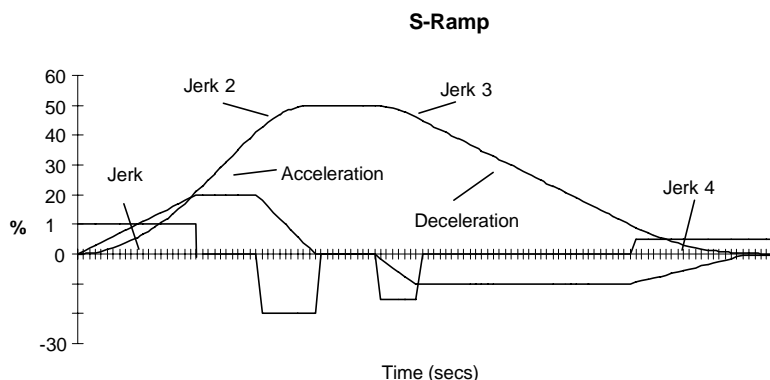 S-Ramp
60
50
40
30
20
1
0
-30
%
Jerk
Jerk 2
Acceleration
Jerk 3
Deceleration
Jerk 4
Time (secs)